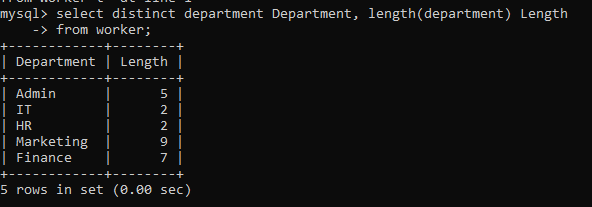 mysql> select distinct department Department, length(department) Length
    -> from worker;
+------------+--------+
| Department | Length |
+------------+--------+
| Admin      |      5 |
| IT         |      2 |
| HR         |      2 |
| Marketing  |      9 |
| Finance    |      7 |
+------------+--------+
5 rows in set (0.00 sec)